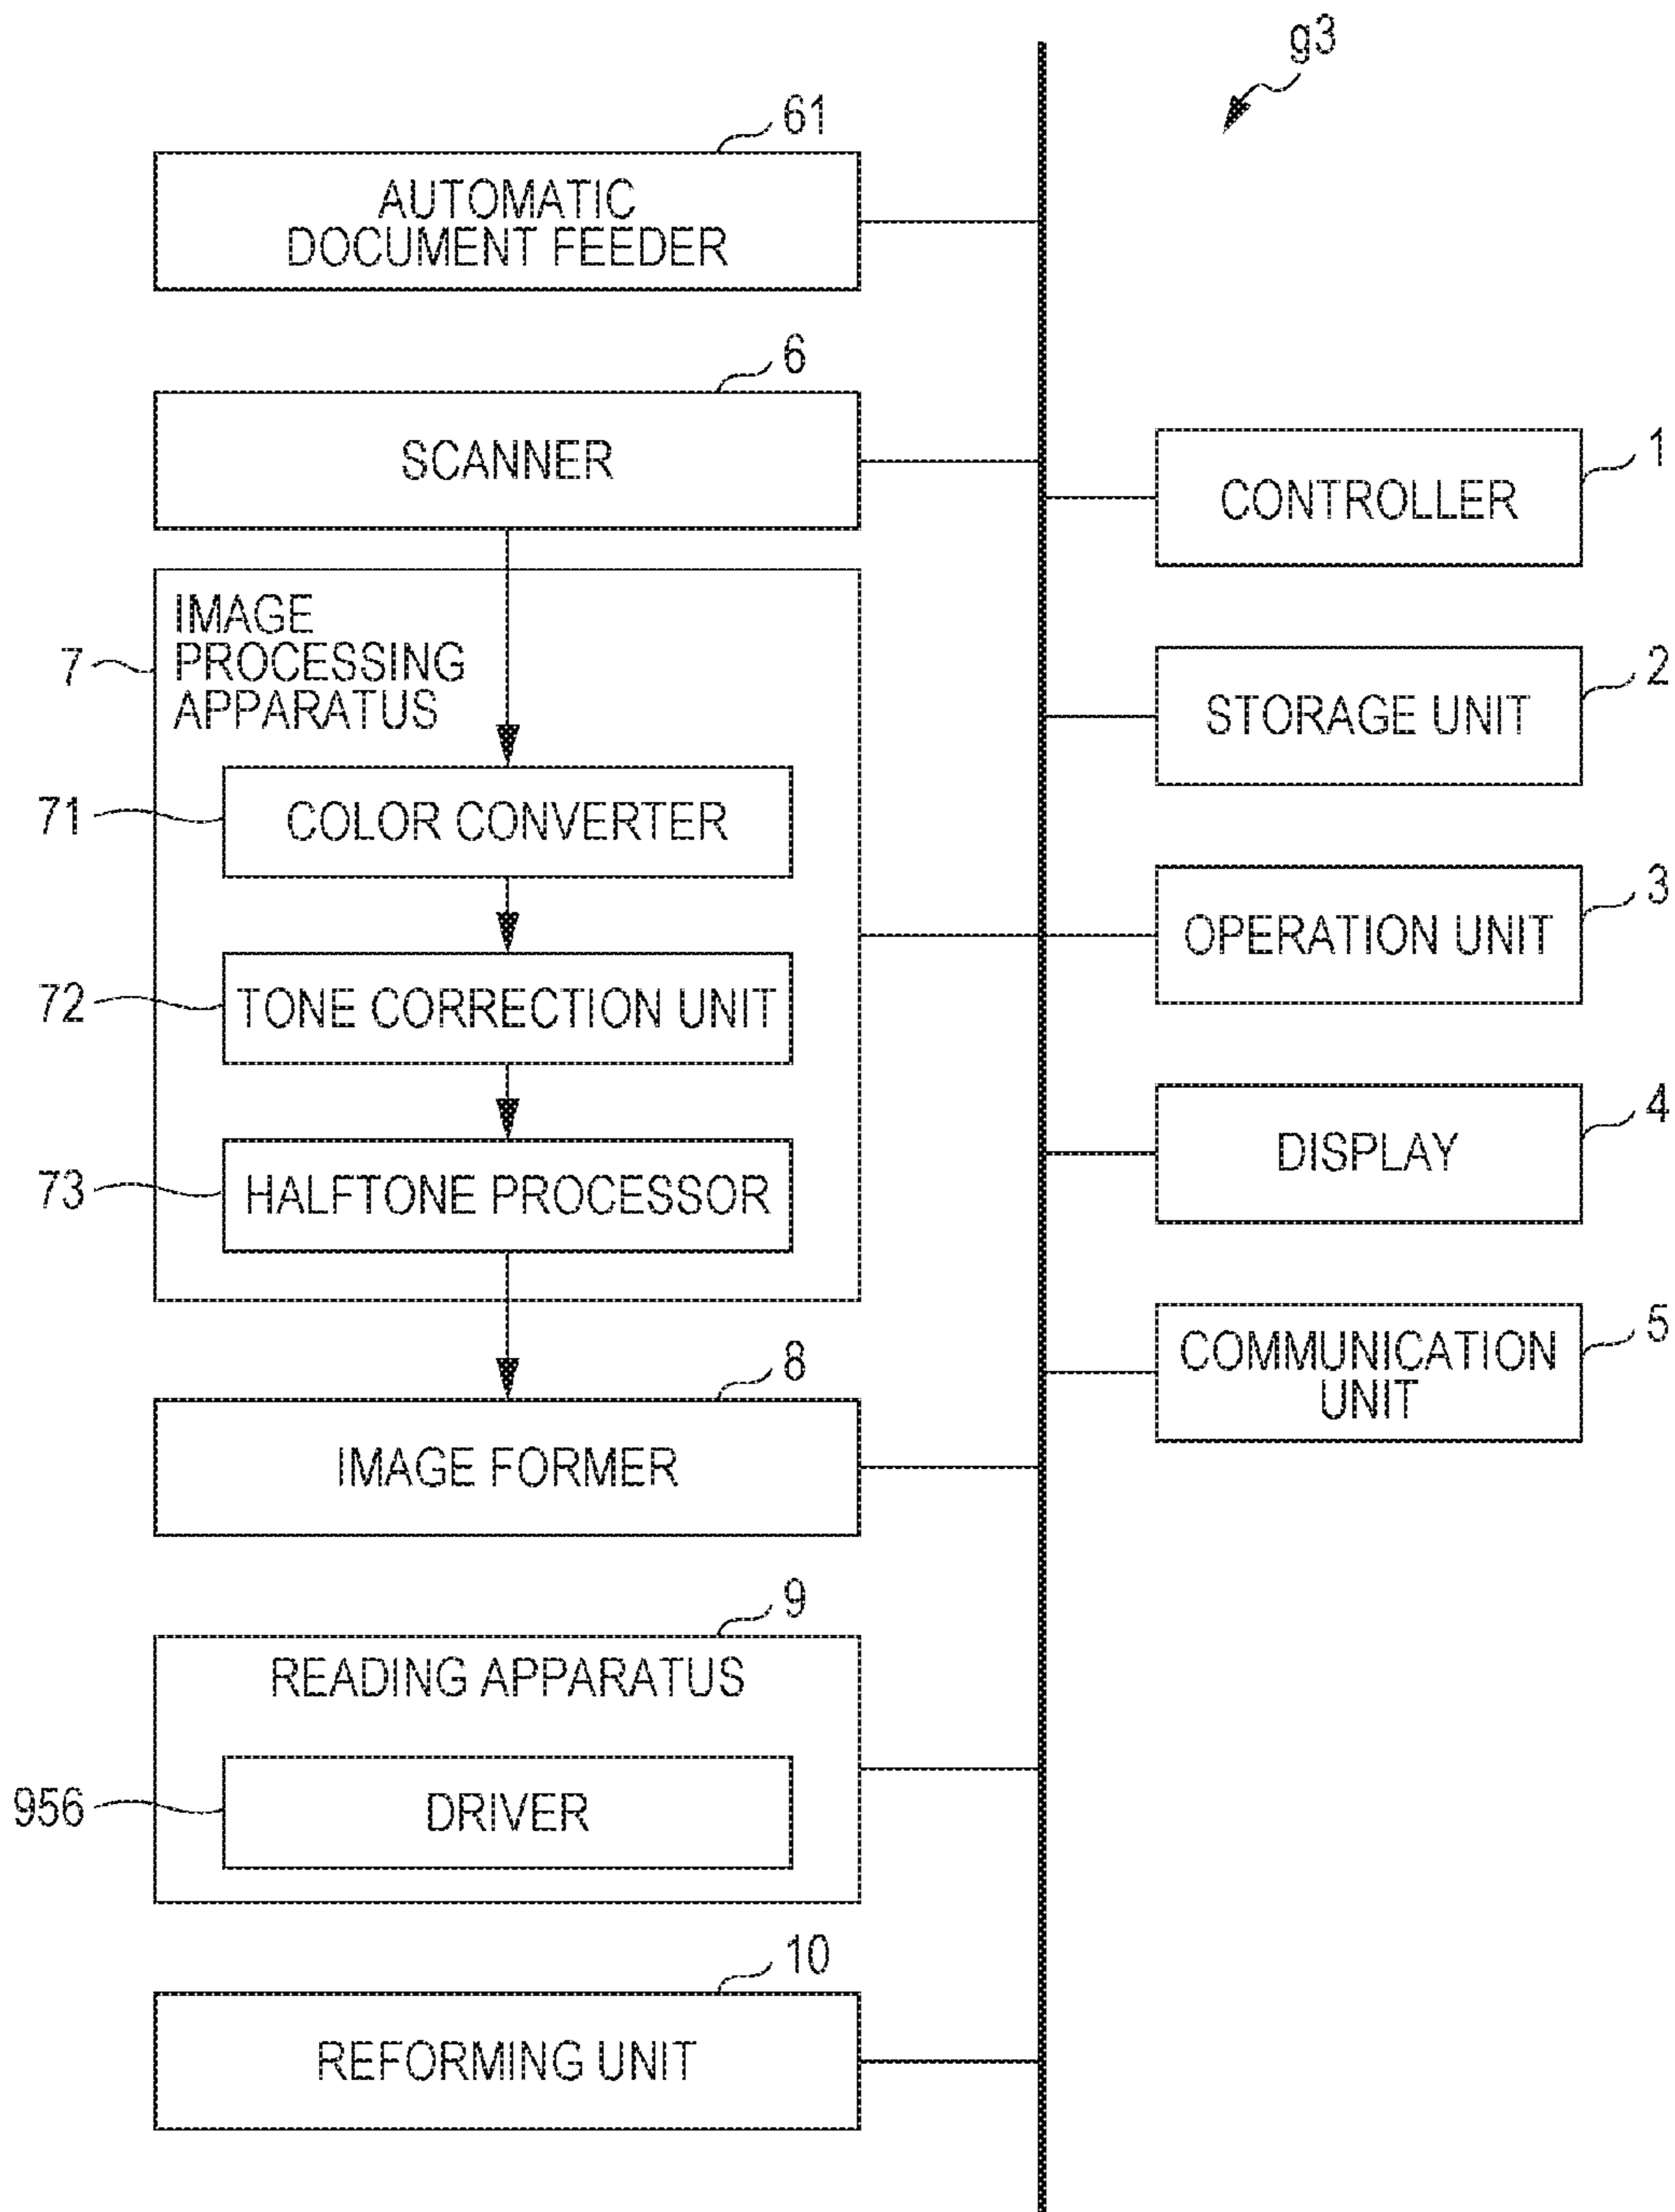 g3
61
AUTOMATIC
DOCUMENT FEEDER
6
SCANNER
1
CONTROLLER
7
IMAGE
PROCESSING
APPARATUS
2
STORAGE UNIT
71
COLOR CONVERTER
3
OPERATION UNIT
72
TONE CORRECTION UNIT
4
DISPLAY
73
HALFTONE PROCESSOR
5
COMMUNICATION
UNIT
8
IMAGE FORMER
9
READING APPARATUS
956
DRIVER
10
REFORMING UNIT